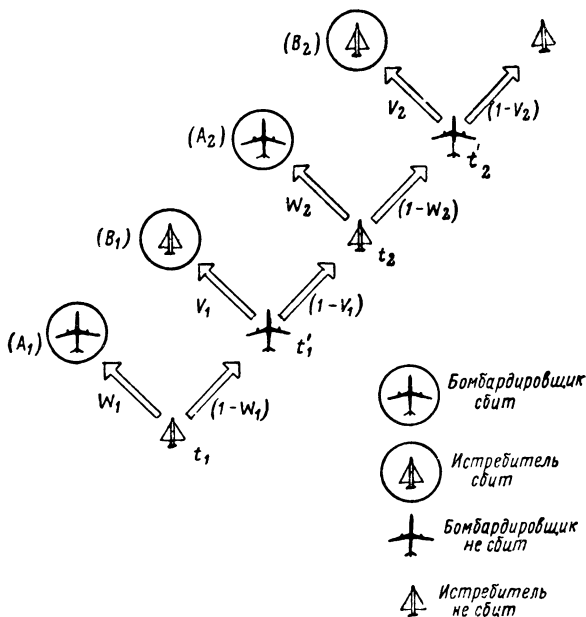 (B₂)
V₂
(1-V₂)
t'₂
(A₂)
W₂
(1-W₂)
t₂
(B₁)
V₁
(1-V₁)
t'₁
(A₁)
W₁
(1-W₁)
t₁
Бомбардировщик
сбит
Истребитель
сбит
Бомбардировщик
не сбит
Истребитель
не сбит